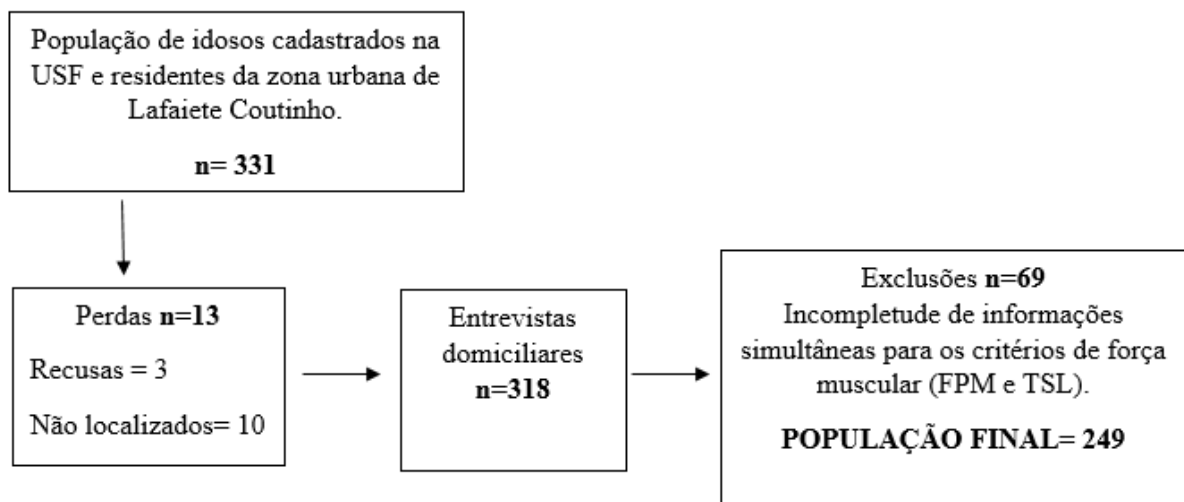 População de idosos cadastrados na
USF e residentes da zona urbana de
Lafaiete Coutinho.
n= 331
Perdas n=13
Recusas = 3
Não localizados= 10
Entrevistas
domiciliares
n=318
Exclusões n=69
Incompletude de informações
simultâneas para os critérios de força
muscular (FPM e TSL).
POPULAÇÃO FINAL= 249